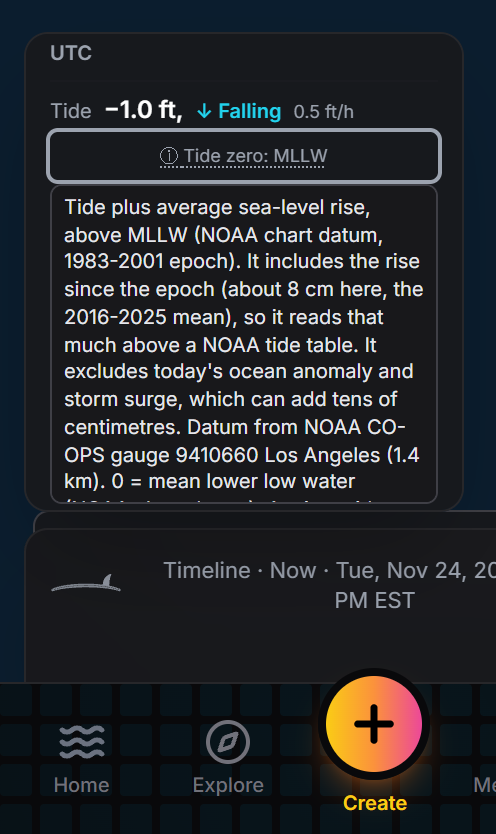 UTC
Tide −1.0 ft, ↓ Falling 0.5 ft/h
ⓘ Tide zero: MLLW
Tide plus average sea-level rise,
above MLLW (NOAA chart datum,
1983-2001 epoch). It includes the rise
since the epoch (about 8 cm here, the
2016-2025 mean), so it reads that
much above a NOAA tide table. It
excludes today's ocean anomaly and
storm surge, which can add tens of
centimetres. Datum from NOAA CO-
OPS gauge 9410660 Los Angeles (1.4
km). 0 = mean lower low water
Timeline · Now · Tue, Nov 24, 20
PM EST
Home
Explore
Create
Me